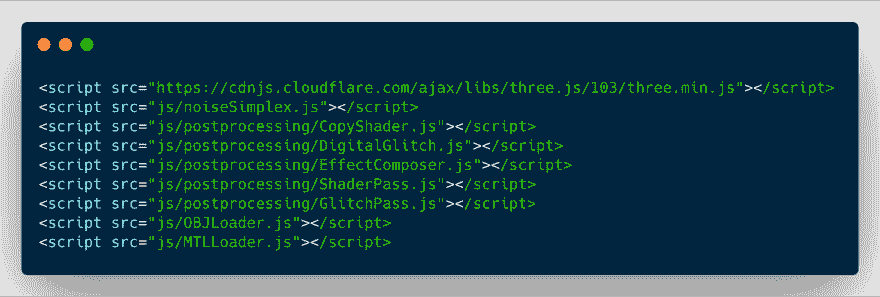 <script src="https://cdnjs.cloudflare.com/ajax/libs/three.js/103/three.min.js"></script>
<script src="js/noiseSimplex.js"></script>
<script src="js/postprocessing/CopyShader.js"></script>
<script src="js/postprocessing/DigitalGlitch.js"></script>
<script src="js/postprocessing/EffectComposer.js"></script>
<script src="js/postprocessing/ShaderPass.js"></script>
<script src="js/postprocessing/GlitchPass.js"></script>
<script src="js/OBJLoader.js"></script>
<script src="js/MTLLoader.js"></script>